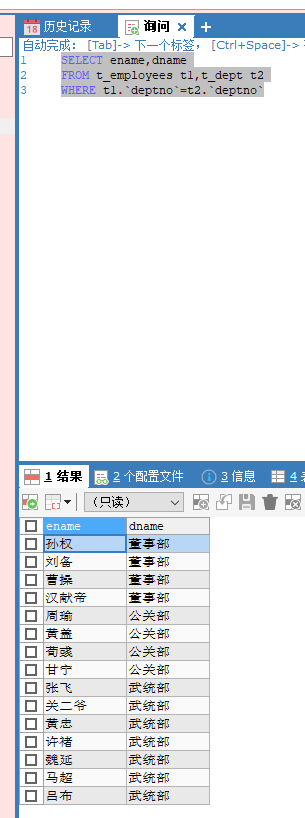 18 历史记录 询问
自动完成: [Tab]-> 下一个标签, [Ctrl+Space]->
1 SELECT ename,dname
2 FROM t_employees t1,t_dept t2
3 WHERE t1.`deptno`=t2.`deptno`
1 结果 2 个配置文件 3 信息 4
(只读)
ename dname
孙权 董事部
刘备 董事部
曹操 董事部
汉献帝 董事部
周瑜 公关部
黄盖 公关部
荀彧 公关部
甘宁 公关部
张飞 武统部
关二爷 武统部
黄忠 武统部
许褚 武统部
魏延 武统部
马超 武统部
吕布 武统部